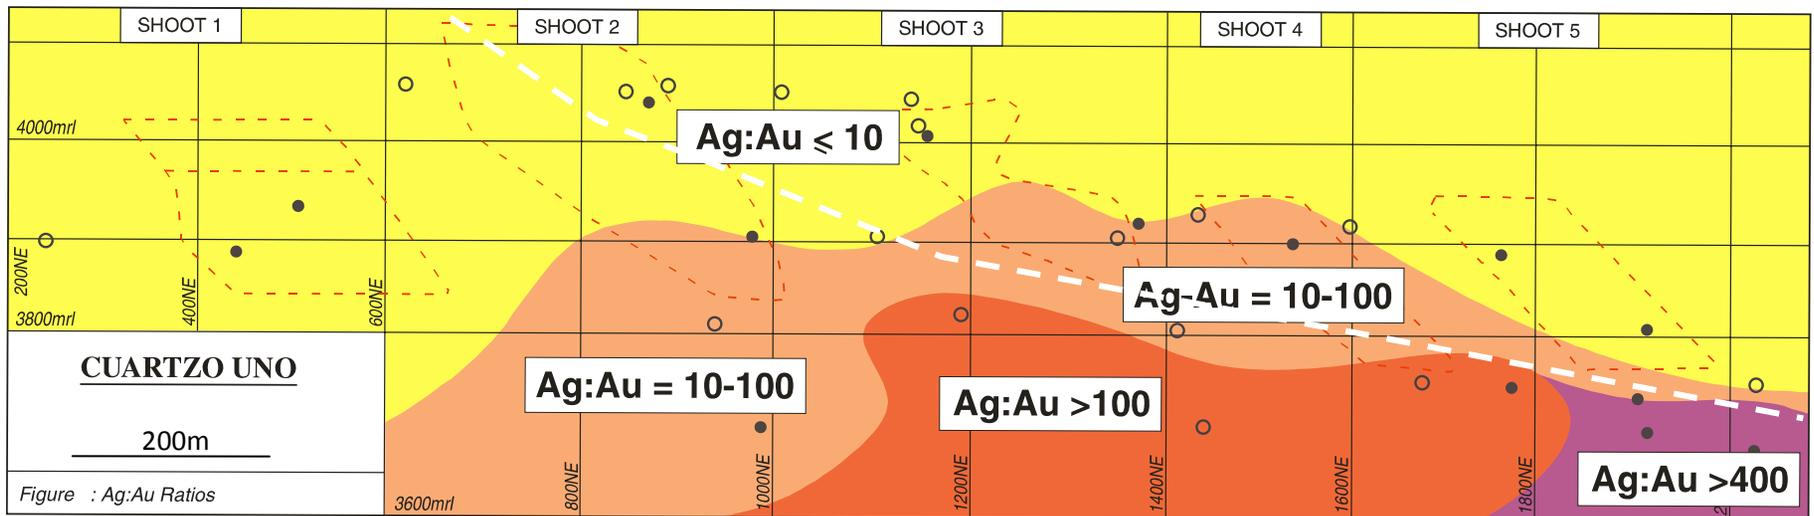 SHOOT 1
SHOOT 2
SHOOT 3
SHOOT 4
SHOOT 5
4000mrl
Ag:Au ≤ 10
200NE
400NE
600NE
3800mrl
Ag-Au = 10-100
CUARTZO UNO
Ag:Au = 10-100
Ag:Au >100
200m
Ag:Au >400
Figure : Ag:Au Ratios
3600mrl
800NE
1000NE
1200NE
1400NE
1600NE
1800NE